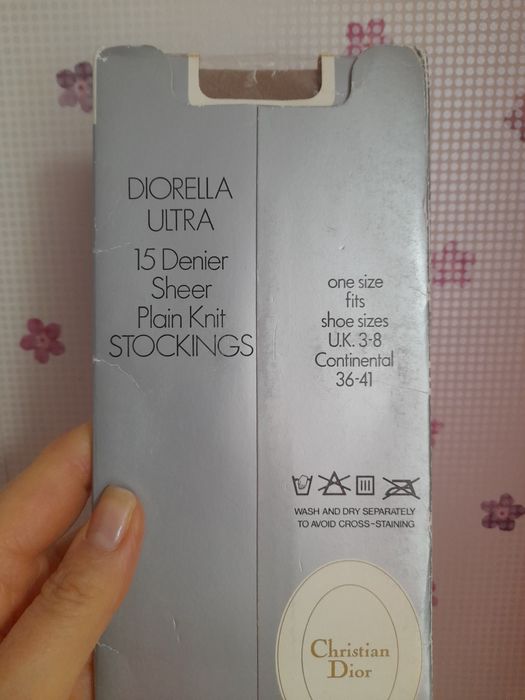 DIORELLA
ULTRA
15 Denier
Sheer
Plain Knit
STOCKINGS
one size
fits
shoe sizes
U.K. 3-8
Continental
36-41
WASH AND DRY SEPARATELY
TO AVOID CROSS-STAINING
Christian
Dior